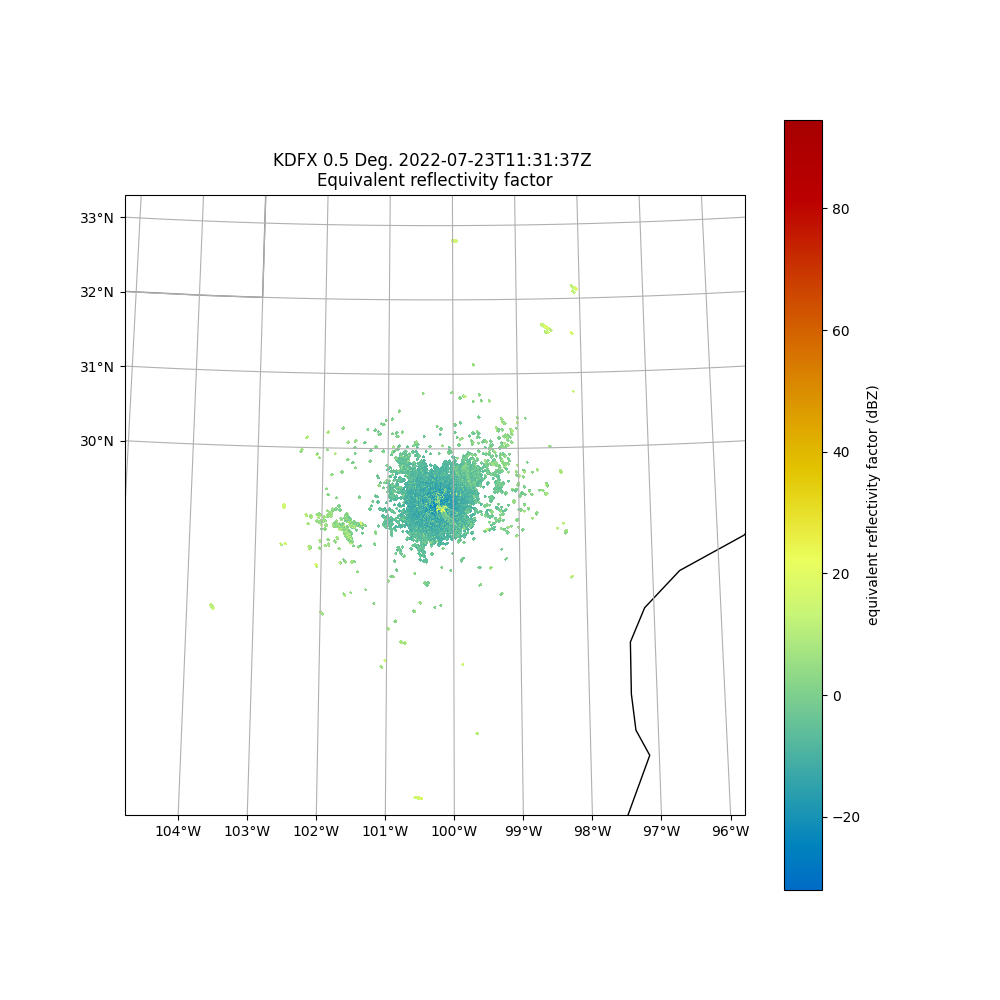 KDFX 0.5 Deg. 2022-07-23T11:31:37Z
Equivalent reflectivity factor
33°N
32°N
31°N
30°N
104°W 103°W 102°W 101°W 100°W 99°W 98°W 97°W 96°W
80
60
40
20
0
−20
equivalent reflectivity factor (dBZ)